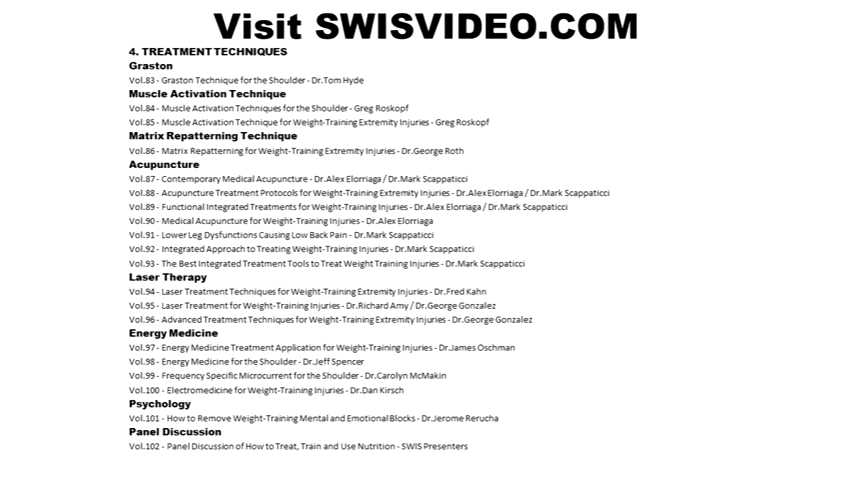 Visit SWISVIDEO.COM
4. TREATMENT TECHNIQUES
Graston
Vol.83 - Graston Technique for the Shoulder - Dr.Tom Hyde
Muscle Activation Technique
Vol.84 - Muscle Activation Techniques for the Shoulder - Greg Roskopf
Vol.85 - Muscle Activation Technique for Weight-Training Extremity Injuries - Greg Roskopf
Matrix Repatterning Technique
Vol.86 - Matrix Repatterning for Weight-Training Extremity Injuries - Dr.George Roth
Acupuncture
Vol.87 - Contemporary Medical Acupuncture - Dr.Alex Elorriaga / Dr.Mark Scappaticci
Vol.88 - Acupuncture Treatment Protocols for Weight-Training Extremity Injuries - Dr.Alex Elorriaga / Dr.Mark Scappaticci
Vol.89 - Functional Integrated Treatments for Weight-Training Injuries - Dr.Alex Elorriaga / Dr.Mark Scappaticci
Vol.90 - Medical Acupuncture for Weight-Training Injuries - Dr.Alex Elorriaga
Vol.91 - Lower Leg Dysfunctions Causing Low Back Pain - Dr.Mark Scappaticci
Vol.92 - Integrated Approach to Treating Weight-Training Injuries - Dr.Mark Scappaticci
Vol.93 - The Best Integrated Treatment Tools to Treat Weight Training Injuries - Dr.Mark Scappaticci
Laser Therapy
Vol.94 - Laser Treatment Techniques for Weight-Training Extremity Injuries - Dr.Fred Kahn
Vol.95 - Laser Treatment for Weight-Training Injuries - Dr.Richard Amy / Dr.George Gonzalez
Vol.96 - Advanced Treatment Techniques for Weight-Training Extremity Injuries - Dr.George Gonzalez
Energy Medicine
Vol.97 - Energy Medicine Treatment Application for Weight-Training Injuries - Dr.James Oschman
Vol.98 - Energy Medicine for the Shoulder - Dr.Jeff Spencer
Vol.99 - Frequency Specific Microcurrent for the Shoulder - Dr.Carolyn McMakin
Vol.100 - Electromedicine for Weight-Training Injuries - Dr.Dan Kirsch
Psychology
Vol.101 - How to Remove Weight-Training Mental and Emotional Blocks - Dr.Jerome Rerucha
Panel Discussion
Vol.102 - Panel Discussion of How to Treat, Train and Use Nutrition - SWIS Presenters